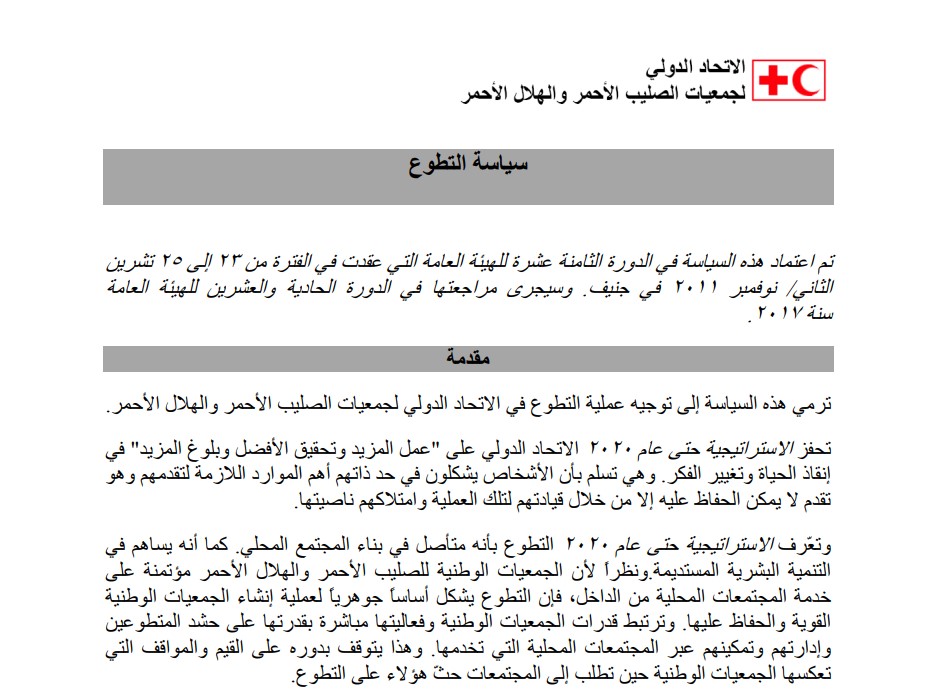 الاتحاد الدولي
لجمعيات الصليب الأحمر والهلال الأحمر
سياسة التطوع
تم اعتماد هذه السياسة في الدورة الثامنة عشرة للهيئة العامة التي عقدت في الفترة من ٢٣ إلى ٢٥ تشرين
الثاني/ نوفمبر ٢٠١١ في جنيف. وسيجرى مراجعتها في الدورة الحادية والعشرين للهيئة العامة
سنة ٢٠١٧.
مقدمة
ترمي هذه السياسة إلى توجيه عملية التطوع في الاتحاد الدولي لجمعيات الصليب الأحمر والهلال الأحمر.
تحفز الاستراتيجية حتى عام ٢٠٢٠ الاتحاد الدولي على "عمل المزيد وتحقيق الأفضل وبلوغ المزيد" في
إنقاذ الحياة وتغيير الفكر. وهي تسلم بأن الأشخاص يشكلون في حد ذاتهم أهم الموارد اللازمة لتقدمهم وهو
تقدم لا يمكن الحفاظ عليه إلا من خلال قيادتهم لتلك العملية وامتلاكهم ناصيتها.
وتعّرف الاستراتيجية حتى عام ٢٠٢٠ التطوع بأنه متأصل في بناء المجتمع المحلي. كما أنه يساهم في
التنمية البشرية المستديمة.ونظراً لأن الجمعيات الوطنية للصليب الأحمر والهلال الأحمر مؤتمنة على
خدمة المجتمعات المحلية من الداخل، فإن التطوع يشكل أساساً جوهرياً لعملية إنشاء الجمعيات الوطنية
القوية والحفاظ عليها. وترتبط قدرات الجمعيات الوطنية وفعاليتها مباشرة بقدرتها على حشد المتطوعين
وإدارتهم وتمكينهم عبر المجتمعات المحلية التي تخدمها. وهذا يتوقف بدوره على القيم والمواقف التي
تعكسها الجمعيات الوطنية حين تطلب إلى المجتمعات حثّ هؤلاء على التطوع.